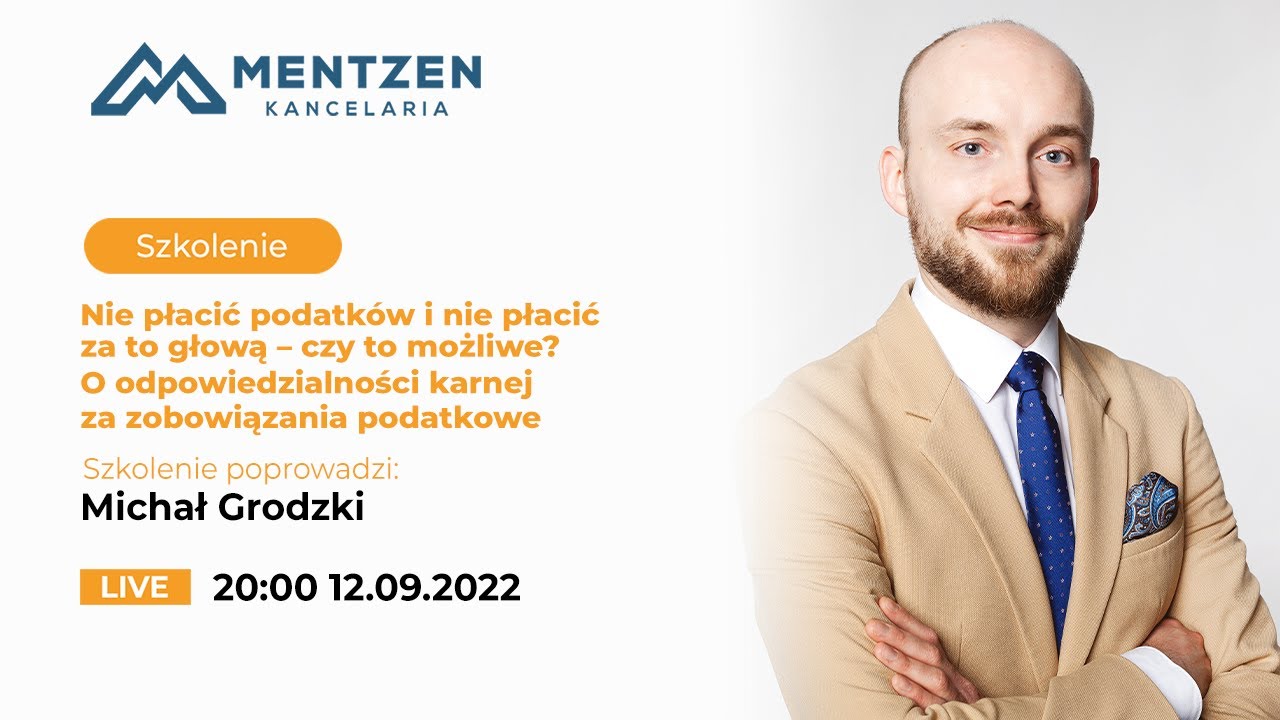 MENTZEN
KANCELARIA
Szkolenie
Nie płacić podatków i nie płacić
za to głową – czy to możliwe?
O odpowiedzialności karnej
za zobowiązania podatkowe
Szkolenie poprowadzi:
Michał Grodzki
LIVE 20:00 12.09.2022